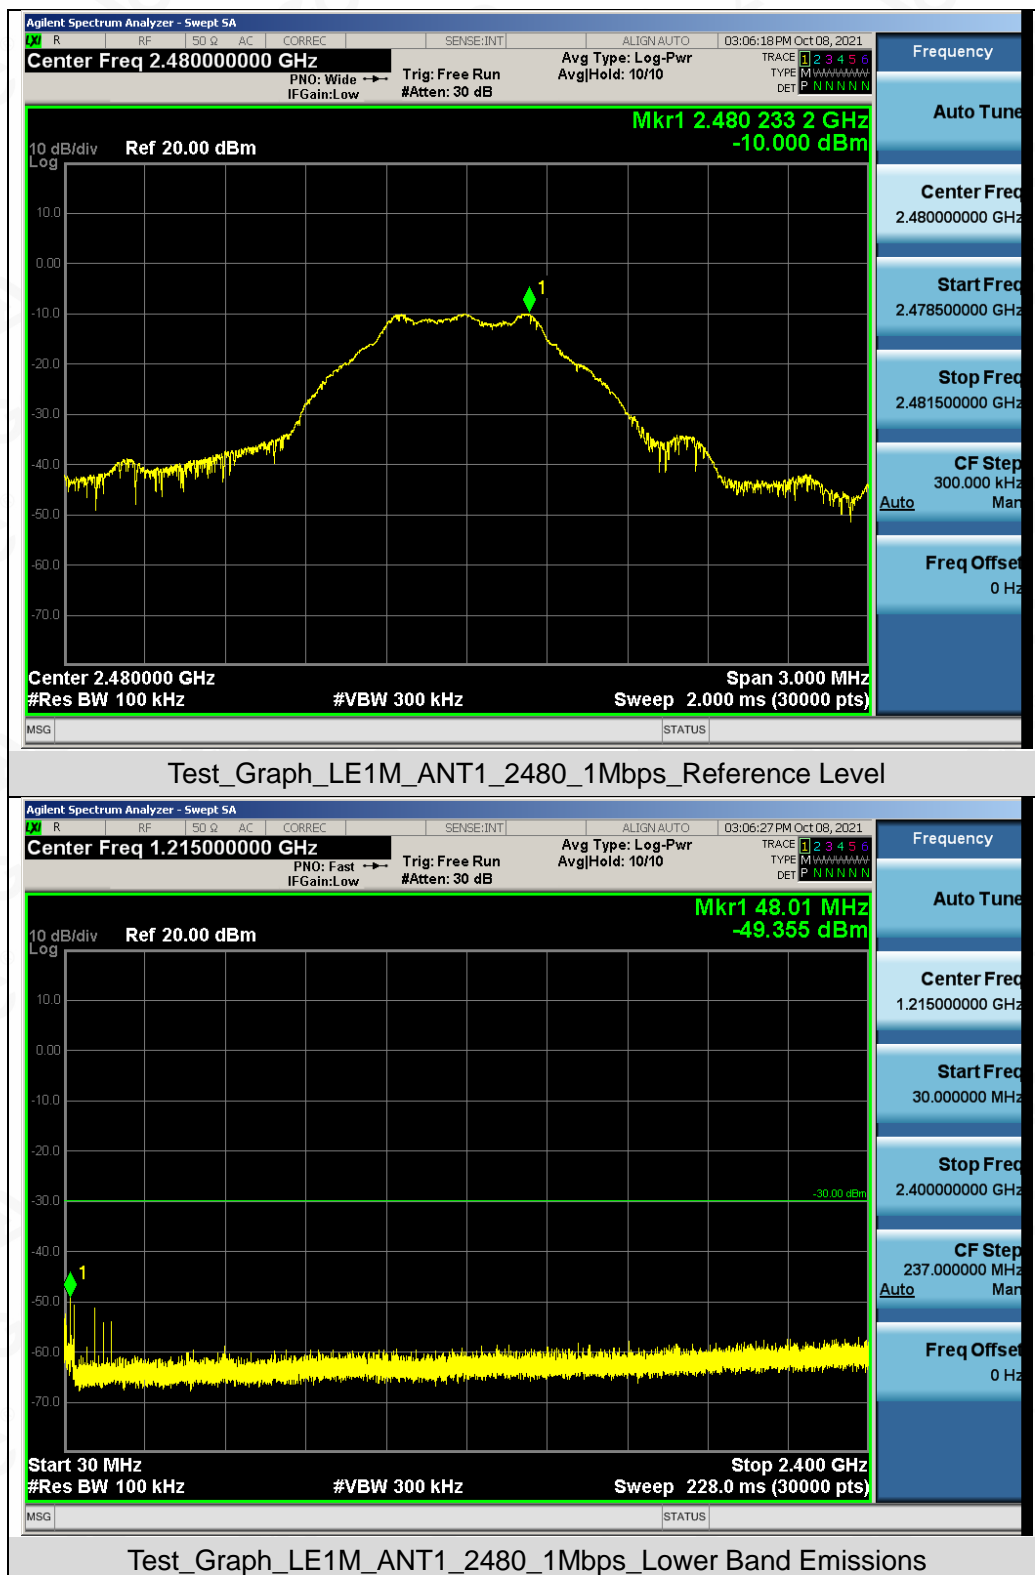 Agilent Spectrum Analyzer - Swept SA
LXI R RF 50 Ω AC CORREC SENSE:INT ALIGN AUTO 03:06:18 PM Oct 08, 2021
Center Freq 2.480000000 GHz
PNO: Wide
IFGain:Low
Trig: Free Run
#Atten: 30 dB
Avg Type: Log-Pwr
Avg|Hold: 10/10
TRACE 1 2 3 4 5 6
TYPE M
DET P N N N N N
Mkr1 2.480 233 2 GHz
-10.000 dBm
10 dB/div Ref 20.00 dBm
Log
10.0
0.00
-10.0
-20.0
-30.0
-40.0
-50.0
-60.0
-70.0
1
Center 2.480000 GHz Span 3.000 MHz
#Res BW 100 kHz #VBW 300 kHz Sweep 2.000 ms (30000 pts)
MSG STATUS
Frequency
Auto Tune
Center Freq
2.480000000 GHz
Start Freq
2.478500000 GHz
Stop Freq
2.481500000 GHz
CF Step
300.000 kHz
Auto Man
Freq Offset
0 Hz
Test_Graph_LE1M_ANT1_2480_1Mbps_Reference Level
Agilent Spectrum Analyzer - Swept SA
LXI R RF 50 Ω AC CORREC SENSE:INT ALIGN AUTO 03:06:27 PM Oct 08, 2021
Center Freq 1.215000000 GHz
PNO: Fast
IFGain:Low
Trig: Free Run
#Atten: 30 dB
Avg Type: Log-Pwr
Avg|Hold: 10/10
TRACE 1 2 3 4 5 6
TYPE M
DET P N N N N N
Mkr1 48.01 MHz
-49.355 dBm
10 dB/div Ref 20.00 dBm
Log
10.0
0.00
-10.0
-20.0
-30.0
-40.0
-50.0
-60.0
-70.0
-30.00 dBm
1
Start 30 MHz Stop 2.400 GHz
#Res BW 100 kHz #VBW 300 kHz Sweep 228.0 ms (30000 pts)
MSG STATUS
Frequency
Auto Tune
Center Freq
1.215000000 GHz
Start Freq
30.000000 MHz
Stop Freq
2.400000000 GHz
CF Step
237.000000 MHz
Auto Man
Freq Offset
0 Hz
Test_Graph_LE1M_ANT1_2480_1Mbps_Lower Band Emissions